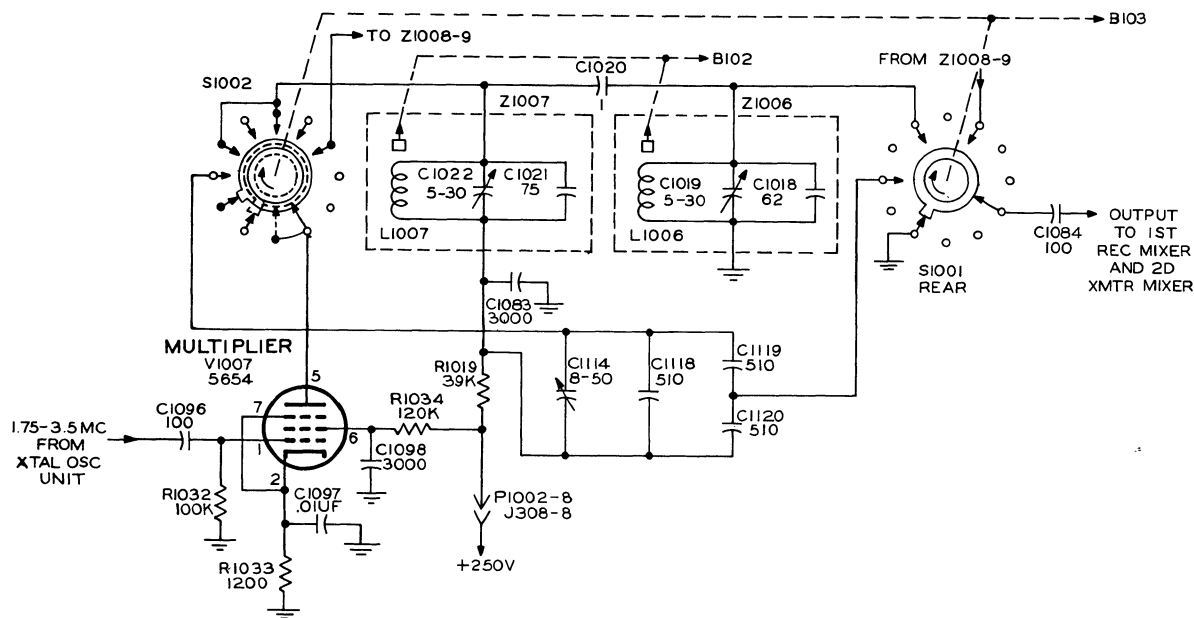 B103
TO Z1008-9
B102
C1020
FROM Z1008-9
S1002
Z1007
Z1006
C1022
5-30
C1021
75
C1019
5-30
C1018
62
L1007
L1006
C1084
100
OUTPUT
TO 1ST
REC MIXER
AND 2D
XMTR MIXER
S1001
REAR
C1083
3000
MULTIPLIER
V1007
5654
5
R1019
39K
C1114
8-50
C1118
510
C1119
510
C1120
510
R1034
120K
C1096
100
7
6
1
2
1.75-3.5 MC
FROM
XTAL OSC
UNIT
C1098
3000
R1032
100K
C1097
.01UF
P1002-8
J308-8
R1033
1200
+250V